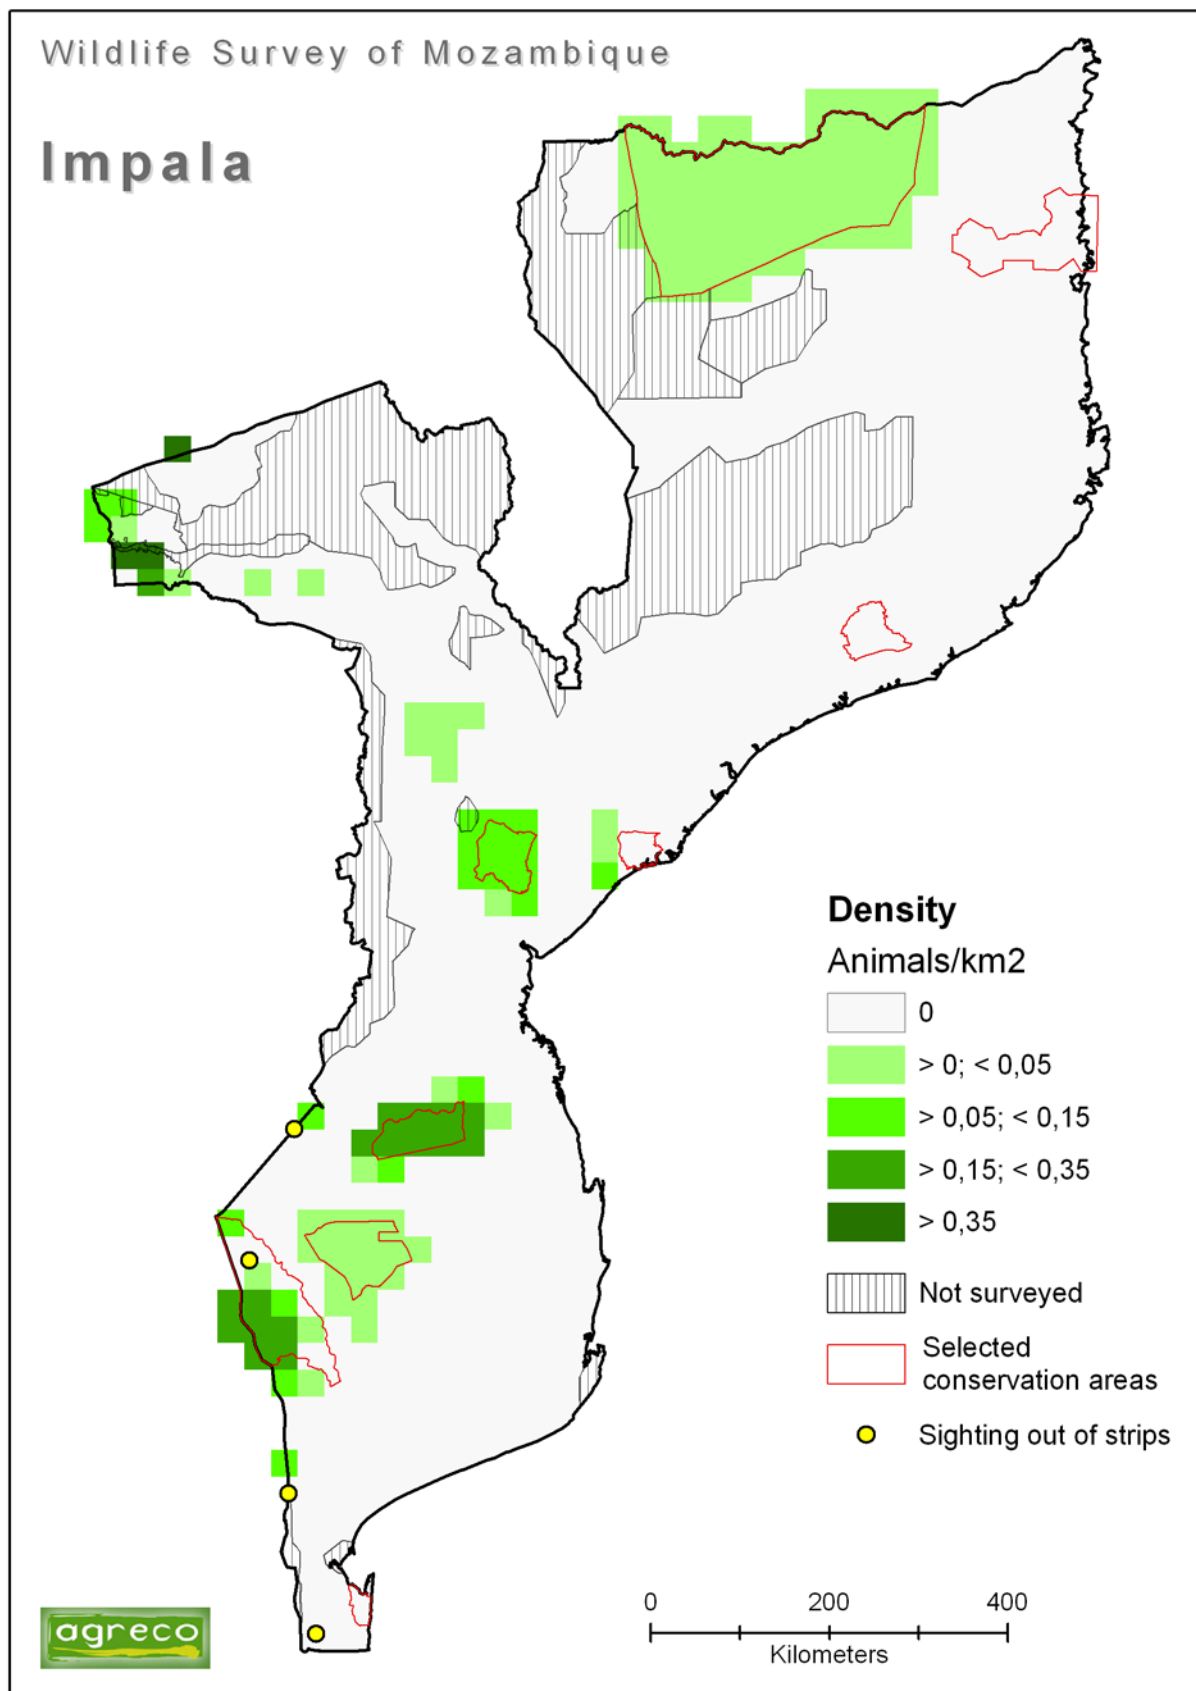 Wildlife Survey of Mozambique
Impala
Density
Animals/km2
0
> 0; < 0,05
> 0,05; < 0,15
> 0,15; < 0,35
> 0,35
Not surveyed
Selected
conservation areas
Sighting out of strips
0 200 400
Kilometers
agreco